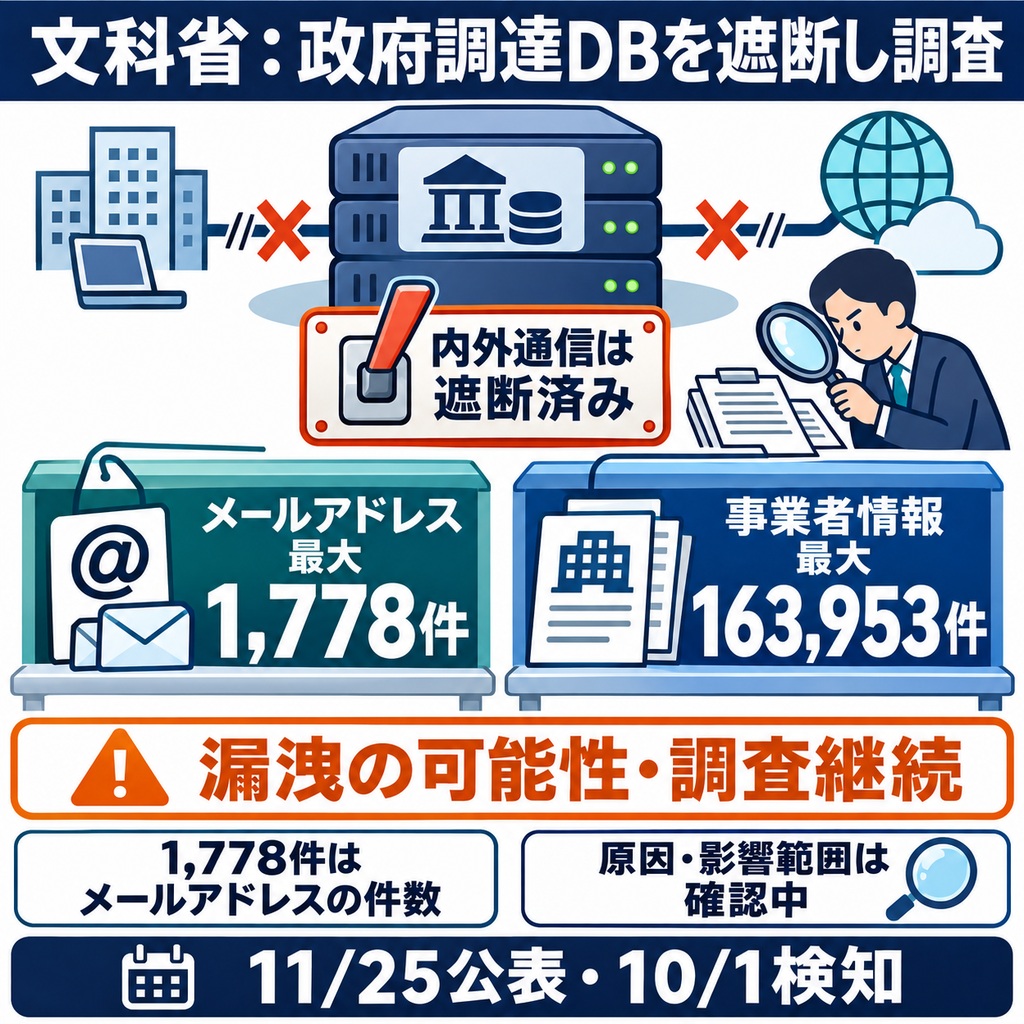 文科省：政府調達DBを遮断し調査
内外通信は
遮断済み
メールアドレス
最大
1,778件
事業者情報
最大
163,953件
漏洩の可能性・調査継続
1,778件は
メールアドレスの件数
原因・影響範囲は
確認中
11/25公表・10/1検知